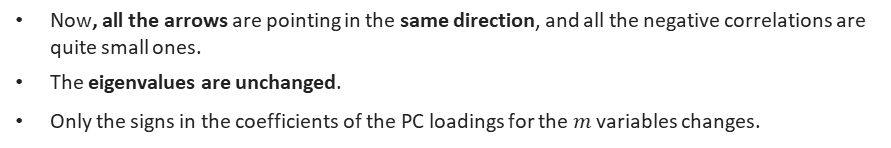 • Now, all the arrows are pointing in the same direction, and all the negative correlations are
quite small ones.
• The eigenvalues are unchanged.
• Only the signs in the coefficients of the PC loadings for the m variables changes.